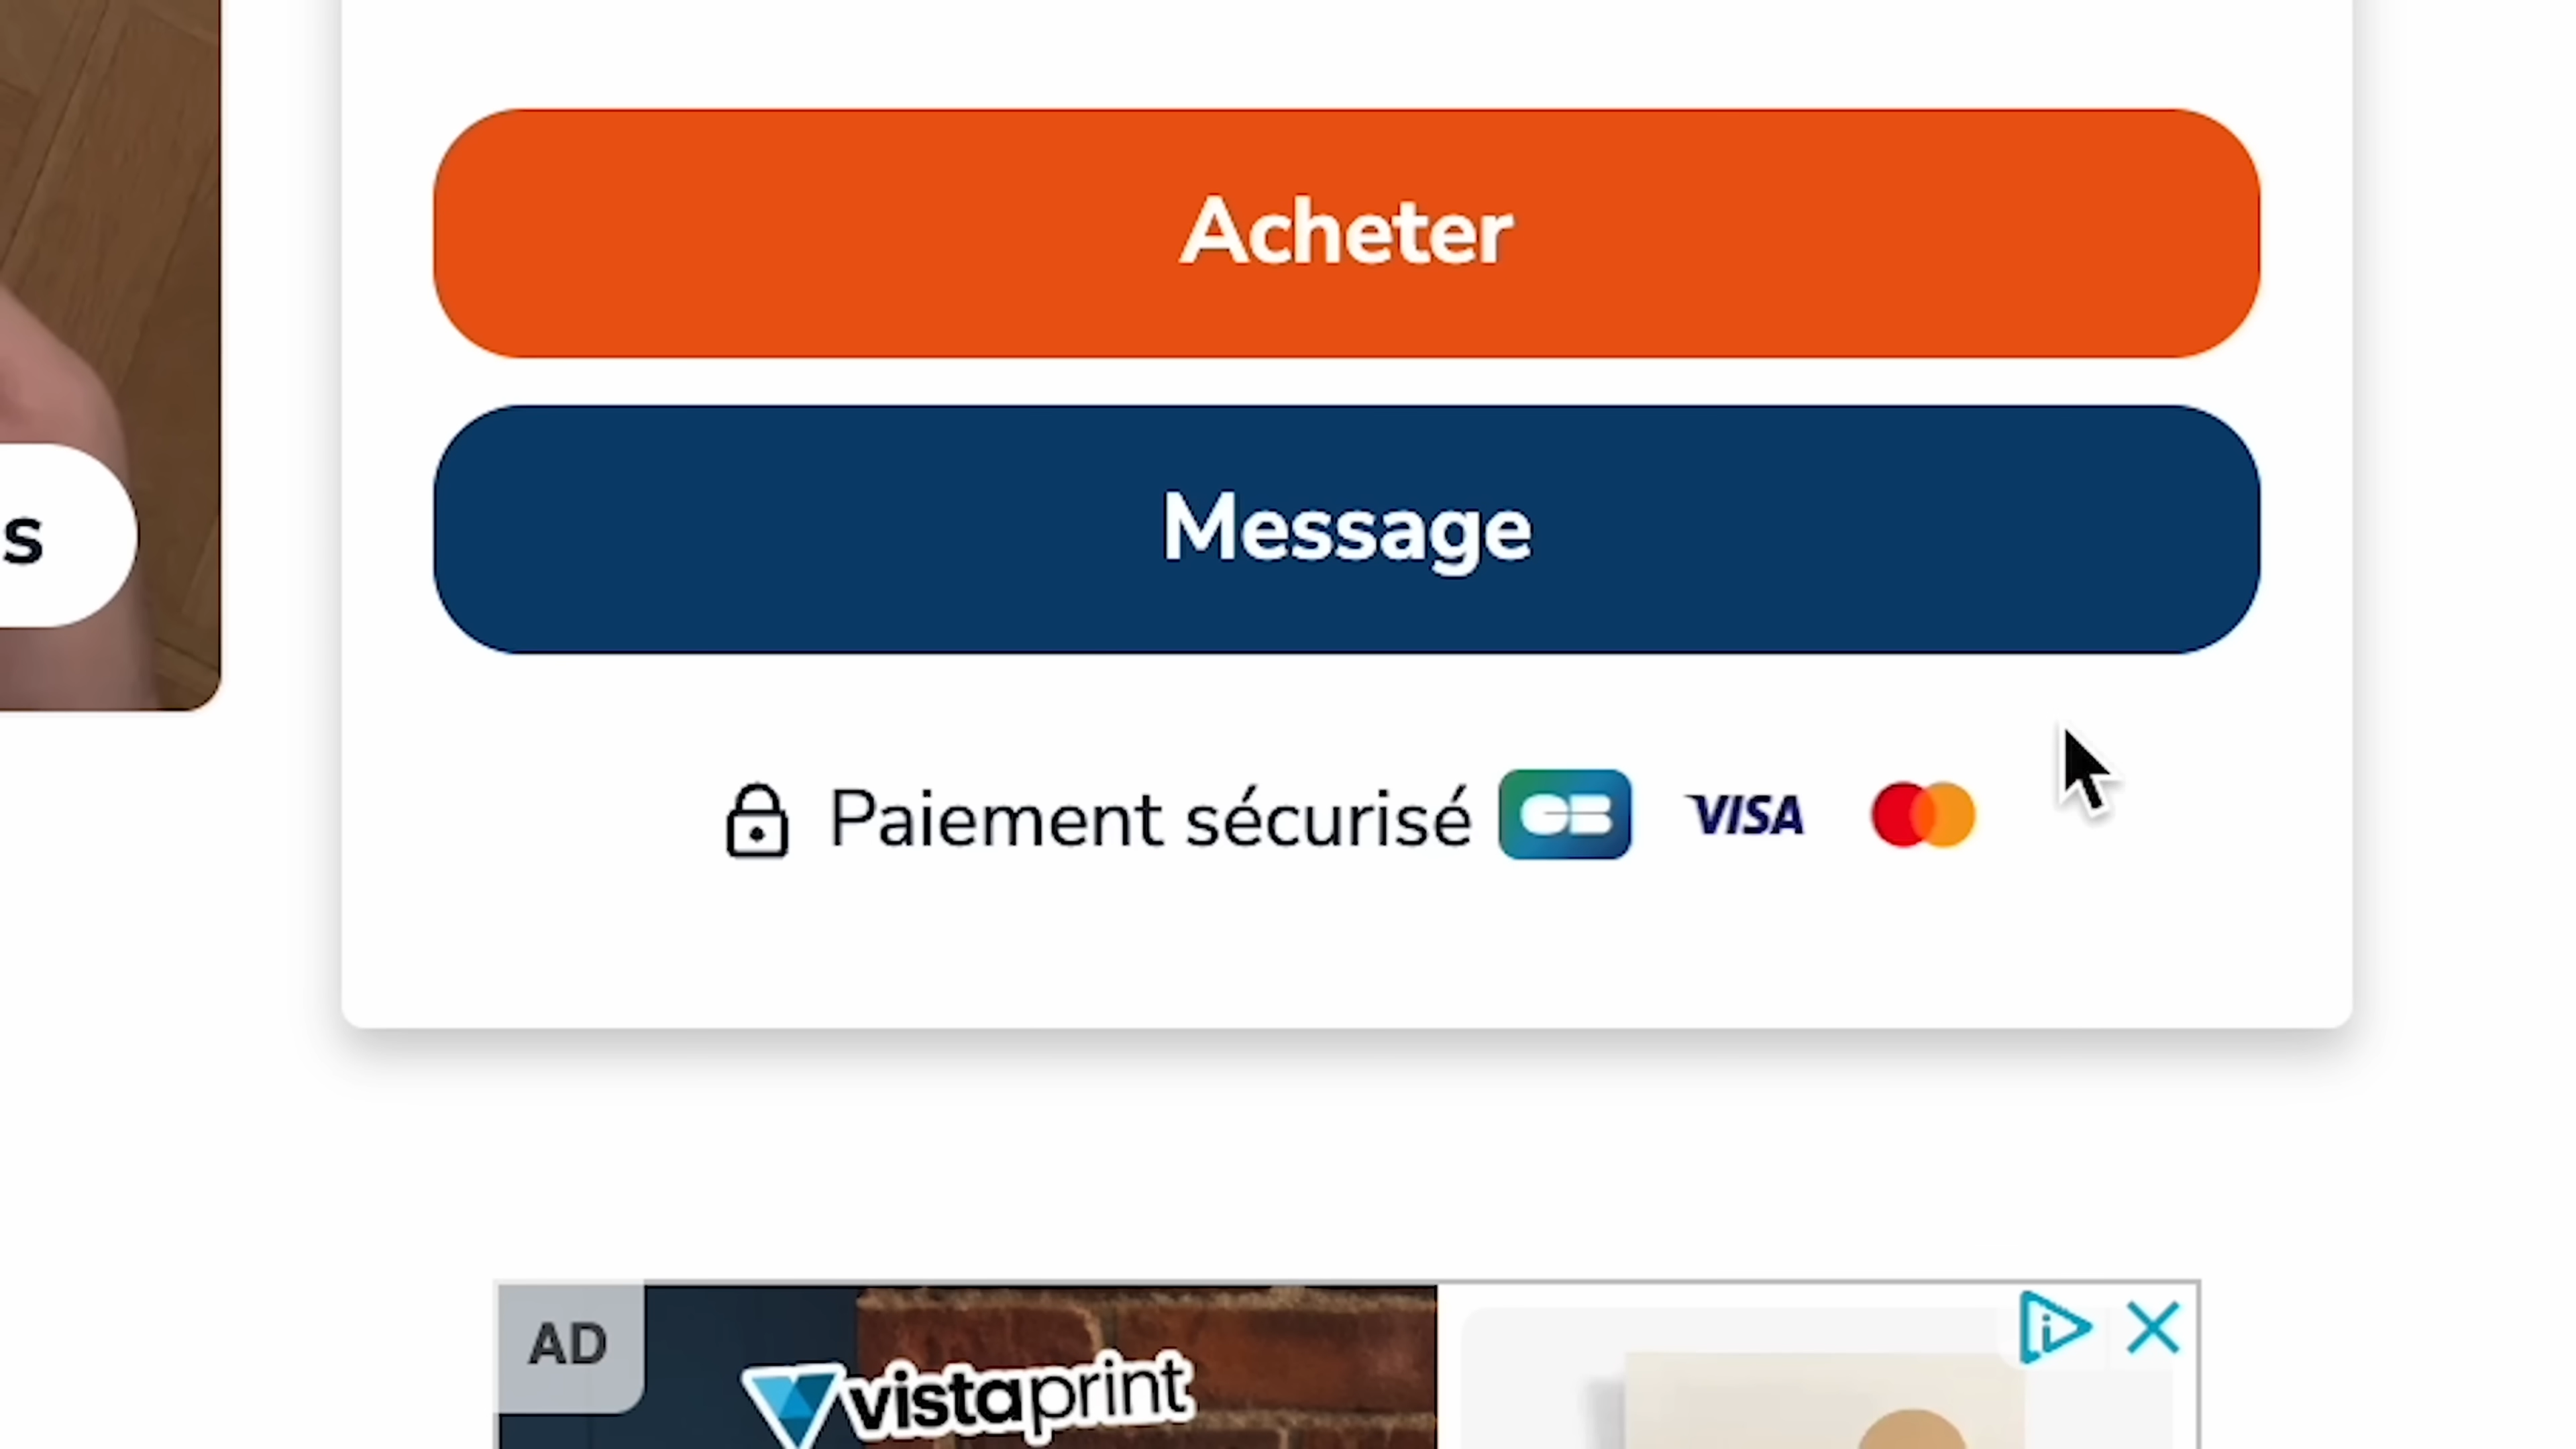 Acheter
Message
s
Paiement sécurisé CB VISA
AD
vistaprint